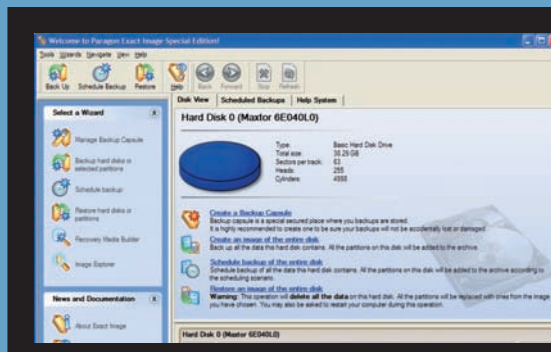 Welcome to Paragon Exact Image Special Edition!
Tools Wizards Navigate View Help
Back Up Schedule Backup Restore Help Back Forward Stop Refresh
Select a Wizard
Manage Backup Capsule
Backup hard disks or
selected partitions
Schedule backup
Restore hard disks or
partitions
Recovery Media Builder
Image Explorer
News and Documentation
About Exact Image
Disk View Scheduled Backups Help System
Hard Disk 0 (Maxtor 6E040L0)
Type: Basic Hard Disk Drive
Total size: 38.29 GB
Sectors per track: 63
Heads: 255
Cylinders: 4998
Create a Backup Capsule
Backup capsule is a special secured place where you backups are stored.
It is highly recommended to create one to be sure your backups will not be accidently lost or damaged.
Create an image of the entire disk
Back up all the data this hard disk contains. All the partitions on this disk will be added to the archive.
Schedule backup of the entire disk
Schedule backup of all the data this hard disk contains. All the partitions on this disk will be added to the archive according to
the scheduling scenario.
Restore an image of the entire disk
Warning: This operation will delete all the data on this hard disk. All the partitions will be replaced with ones from the image
you have chosen. You may also be asked to restart your computer during this operation.
Hard Disk 0 (Maxtor 6E040L0)